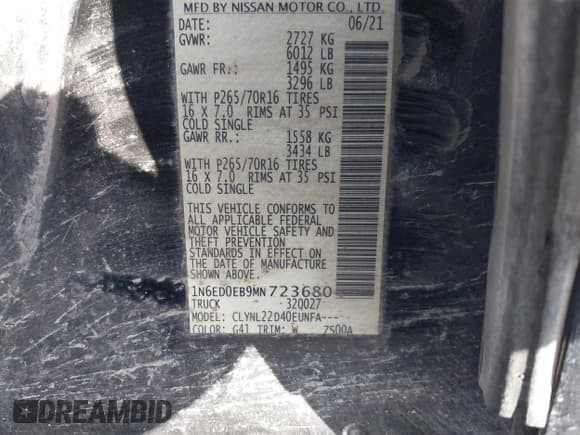 MFD BY NISSAN MOTOR CO., LTD.
DATE: 06/21
GVWR: 2727 KG
6012 LB
GAWR FR.: 1495 KG
3296 LB
WITH P265/70R16 TIRES
16 X 7.0 RIMS AT 35 PSI
COLD SINGLE
GAWR RR.: 1558 KG
3434 LB
WITH P265/70R16 TIRES
16 X 7.0 RIMS AT 35 PSI
COLD SINGLE
THIS VEHICLE CONFORMS TO
ALL APPLICABLE FEDERAL
MOTOR VEHICLE SAFETY AND
THEFT PREVENTION
STANDARDS IN EFFECT ON
THE DATE OF MANUFACTURE
SHOWN ABOVE.
1N6ED0EB9MN723680
TRUCK 320027
MODEL: CLYNL22D40EUNFA---
COLOR: G41 TRIM: W 7S00A
DREAMBID